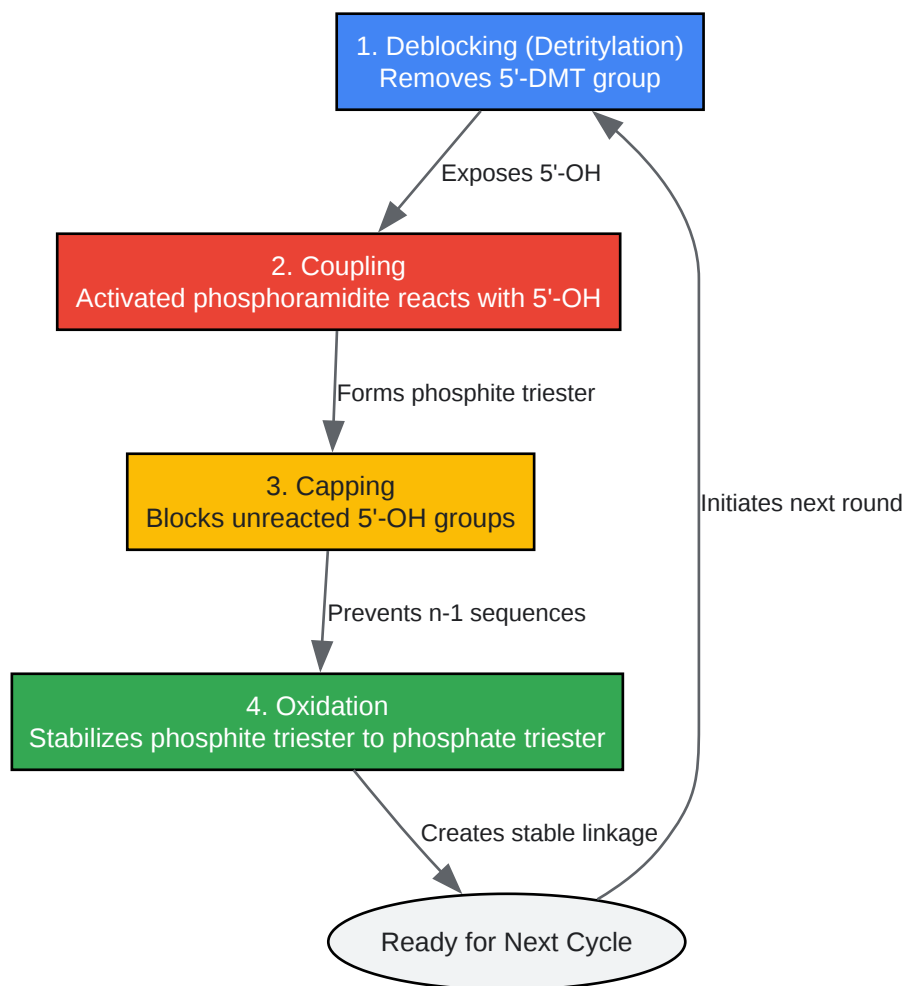 1. Deblocking (Detritylation)
Removes 5'-DMT group
Exposes 5'-OH
2. Coupling
Activated phosphoramidite reacts with 5'-OH
Forms phosphite triester
3. Capping
Blocks unreacted 5'-OH groups
Initiates next round
Prevents n-1 sequences
4. Oxidation
Stabilizes phosphite triester to phosphate triester
Creates stable linkage
Ready for Next Cycle